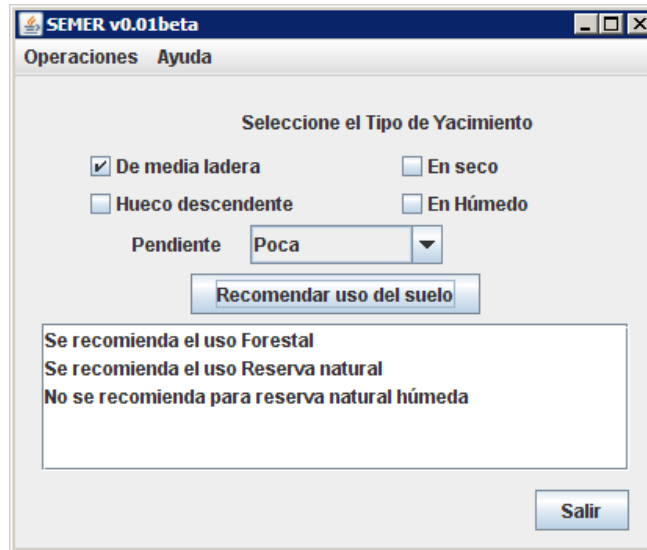 SEMER v0.01beta
Operaciones Ayuda
Seleccione el Tipo de Yacimiento
De media ladera En seco
Hueco descendente En Húmedo
Pendiente Poca
Recomendar uso del suelo
Se recomienda el uso Forestal
Se recomienda el uso Reserva natural
No se recomienda para reserva natural húmeda
Salir